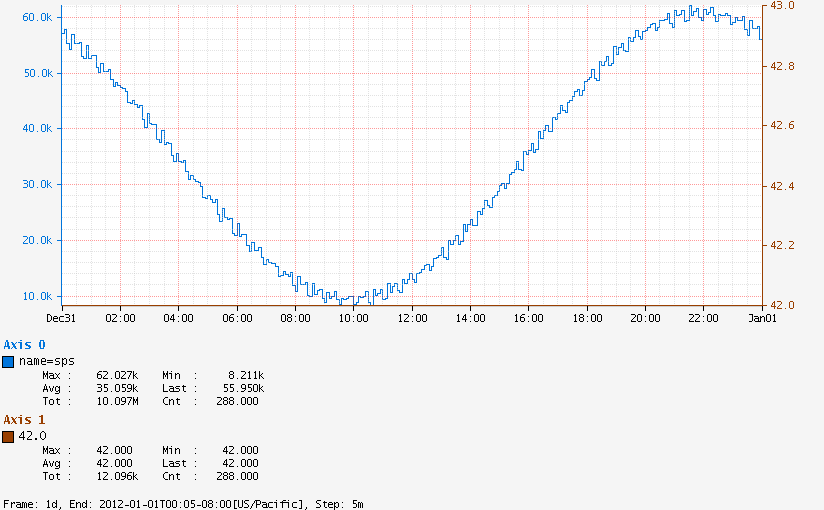 60.0k
50.0k
40.0k
30.0k
20.0k
10.0k
43.0
42.8
42.6
42.4
42.2
42.0
Dec31 02:00 04:00 06:00 08:00 10:00 12:00 14:00 16:00 18:00 20:00 22:00 Jan01
Axis 0
name=sps
Max : 62.027k Min : 8.211k
Avg : 35.059k Last : 55.950k
Tot : 10.097M Cnt : 288.000
Axis 1
42.0
Max : 42.000 Min : 42.000
Avg : 42.000 Last : 42.000
Tot : 12.096k Cnt : 288.000
Frame: 1d, End: 2012-01-01T00:05-08:00[US/Pacific], Step: 5m